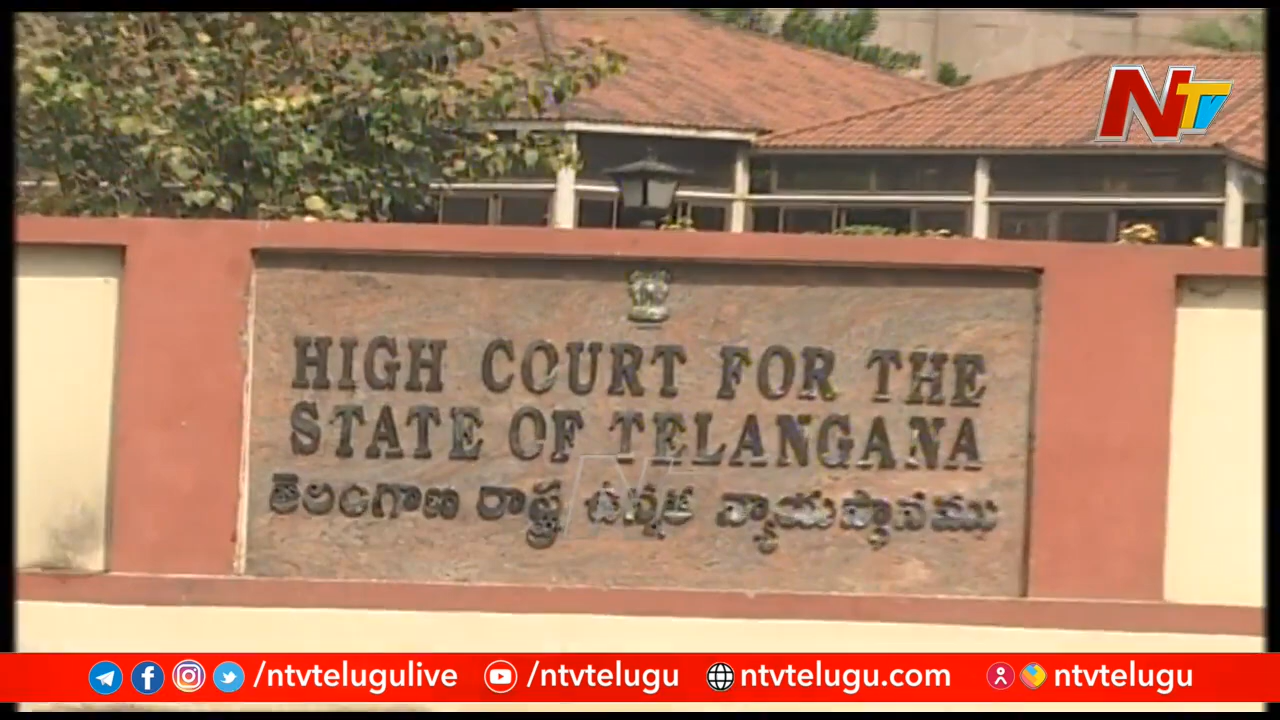 NTV
HIGH COURT FOR THE
STATE OF TELANGANA
తెలంగాణ రాష్ట్ర ఉన్నత న్యాయస్థానము
/ntvtelugulive /ntvtelugu ntvtelugu.com ntvtelugu